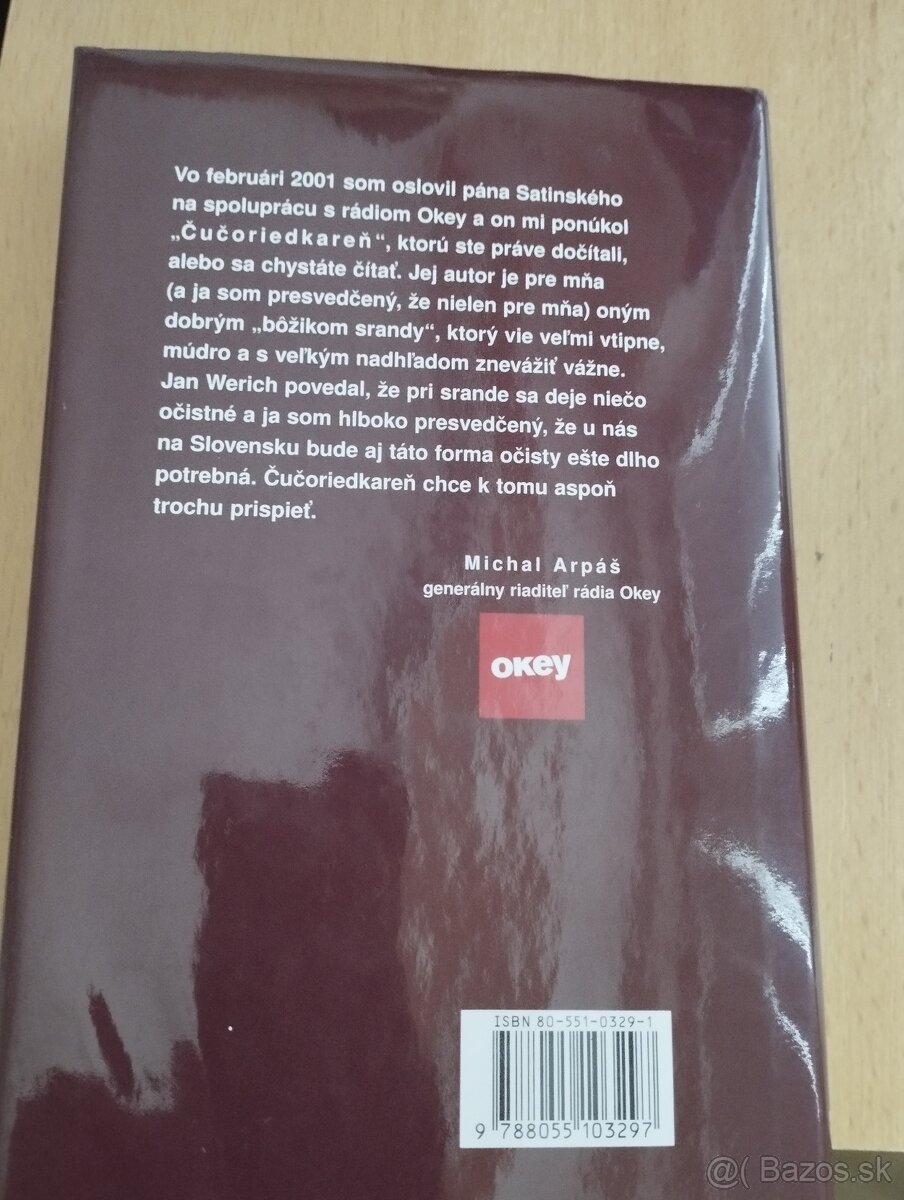 Vo februári 2001 som oslovil pána Satinského
na spoluprácu s rádiom Okey a on mi ponúkol
„Čučoriedkareň“, ktorú ste práve dočítali,
alebo sa chystáte čítať. Jej autor je pre mňa
(a ja som presvedčený, že nielen pre mňa) oným
dobrým „bôžikom srandy“, ktorý vie veľmi vtipne,
múdro a s veľkým nadhľadom znevážiť vážne.
Jan Werich povedal, že pri srande sa deje niečo
očistné a ja som hlboko presvedčený, že u nás
na Slovensku bude aj táto forma očisty ešte dlho
potrebná. Čučoriedkareň chce k tomu aspoň
trochu prispieť.
Michal Arpáš
generálny riaditeľ rádia Okey
OKey
ISBN 80-551-0329-1
9 788055 103297
@( Bazos.sk